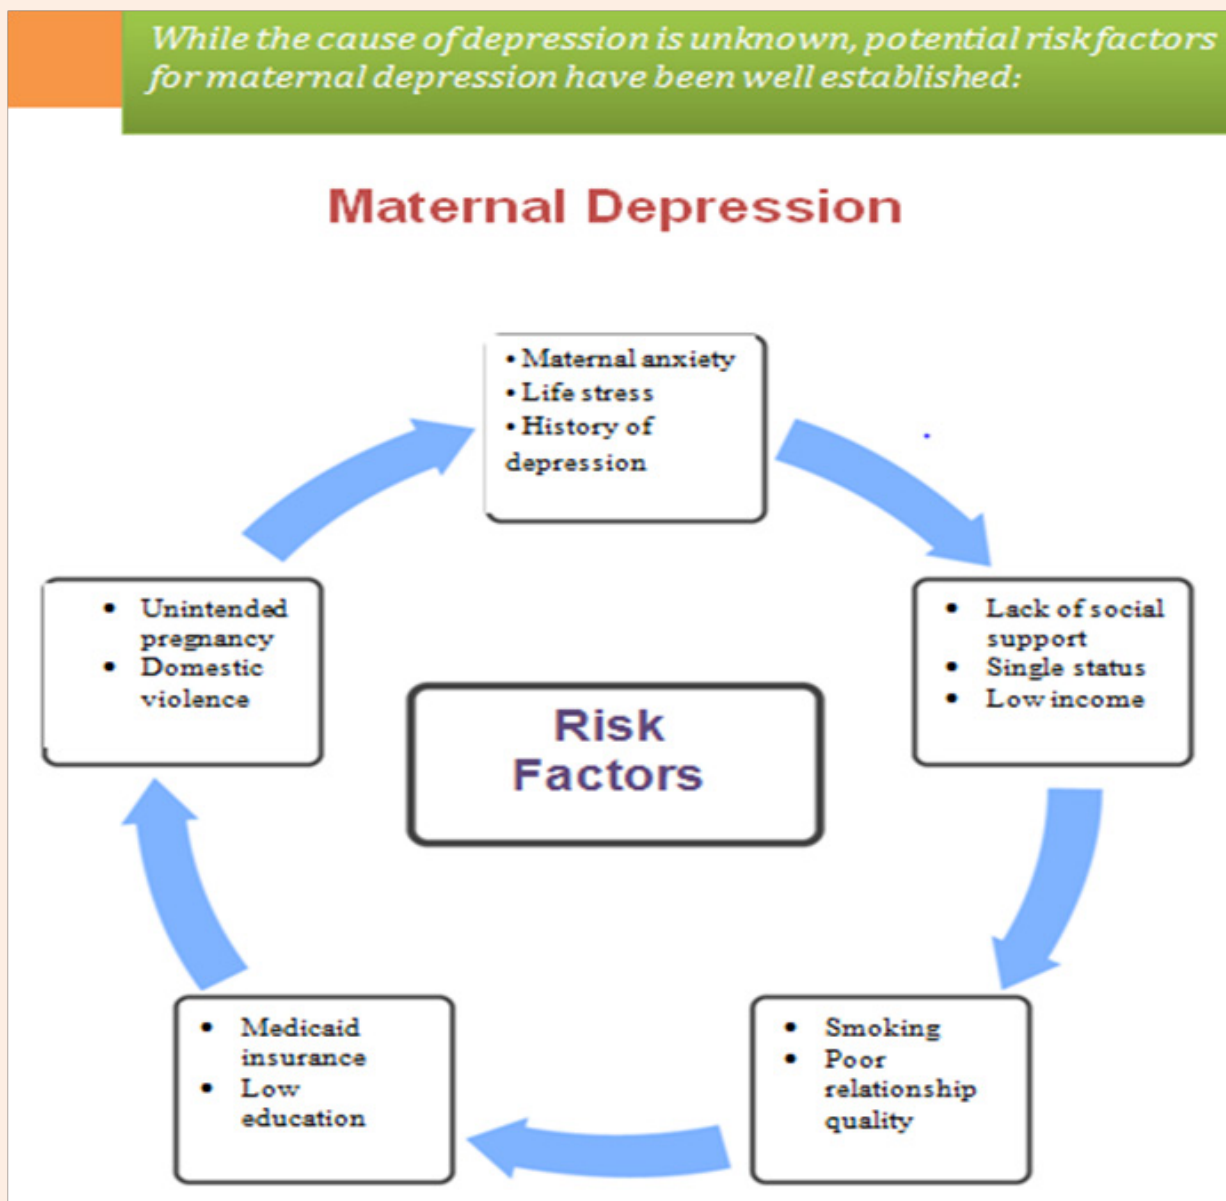 While the cause of depression is unknown, potential risk factors
for maternal depression have been well established:
Maternal Depression
• Maternal anxiety
• Life stress
• History of
depression
• Lack of social
support
• Single status
• Low income
• Smoking
• Poor
relationship
quality
• Medicaid
insurance
• Low
education
• Unintended
pregnancy
• Domestic
violence
Risk
Factors